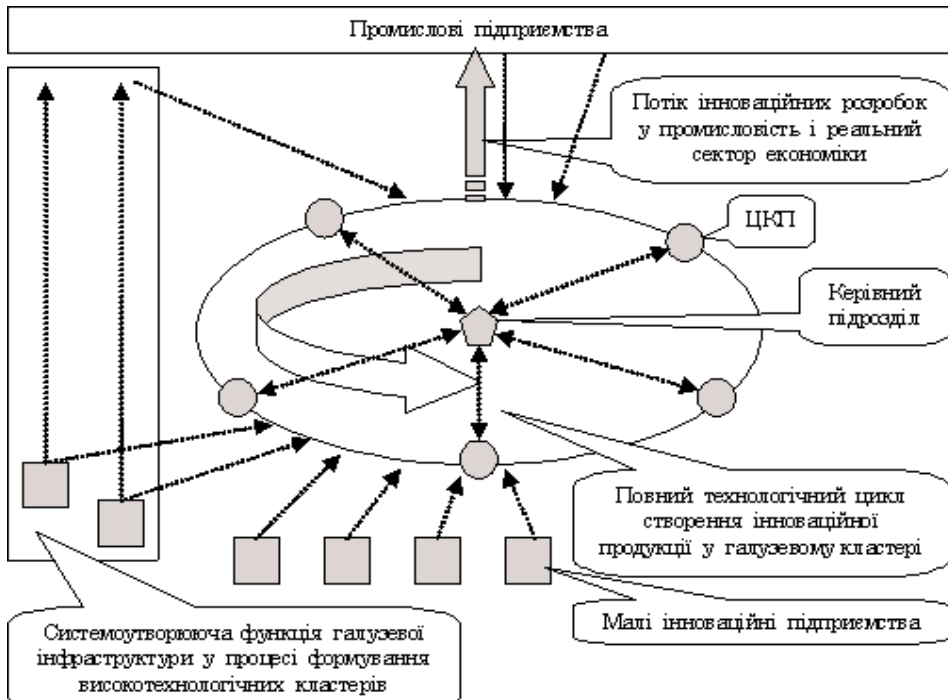 Промислові підприємства
Потік інноваційних розробок
у промисловість і реальний
сектор економіки
ЦКП
Керівний
підрозділ
Повний технологічний цикл
створення інноваційної
продукції у галузевому кластері
Малі інноваційні підприємства
Системоутворююча функція галузевої
інфраструктури у процесі формування
високотехнологічних кластерів